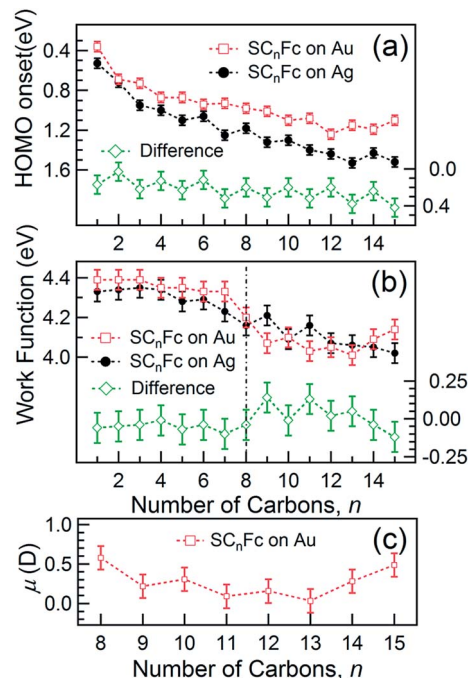 (a)
HOMO onset(eV)
0.4
0.8
1.2
1.6
SCnFc on Au
SCnFc on Ag
Difference
0.0
0.4
2 4 6 8 10 12 14
(b)
Work Function (eV)
4.4
4.2
4.0
SCnFc on Au
SCnFc on Ag
Difference
0.25
0.00
-0.25
2 4 6 8 10 12 14
Number of Carbons, n
(c)
μ (D)
1.0
0.5
0.0
SCnFc on Au
8 9 10 11 12 13 14 15
Number of Carbons, n